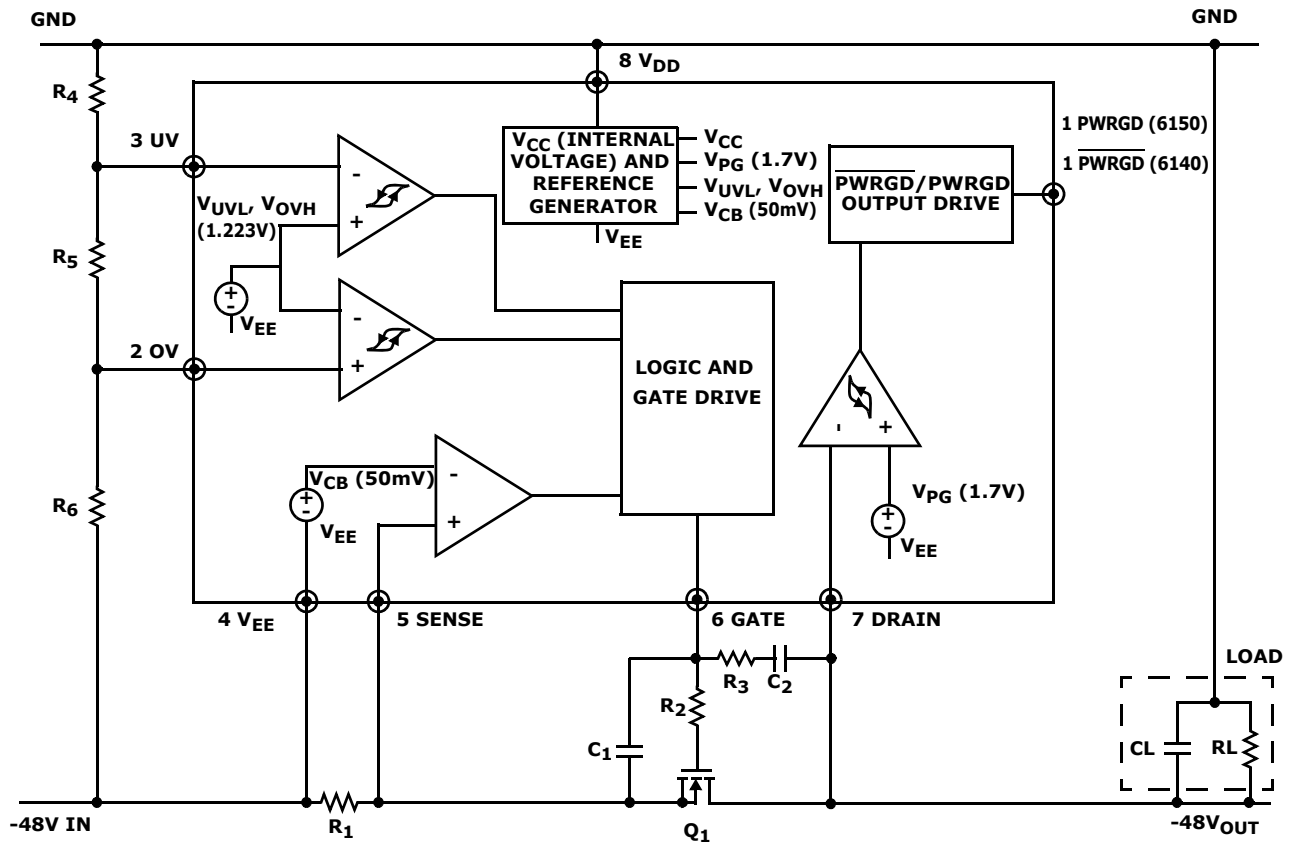 GND
GND
8 VDD
R4
3 UV
VCC (INTERNAL
VOLTAGE) AND
REFERENCE
GENERATOR
VCC
VPG (1.7V)
VUVL, VOVH
VCB (50mV)
VEE
1 PWRGD (6150)
1 PWRGD (6140)
PWRGD/PWRGD
OUTPUT DRIVE
-
+
VUVL, VOVH
(1.223V)
R5
+
-
VEE
-
+
2 OV
LOGIC AND
GATE DRIVE
-
+
VPG (1.7V)
+
-
VEE
R6
VCB (50mV)
+
-
VEE
-
+
4 VEE
5 SENSE
6 GATE
7 DRAIN
LOAD
R3
C2
R2
C1
CL
RL
-48V IN
R1
Q1
-48VOUT